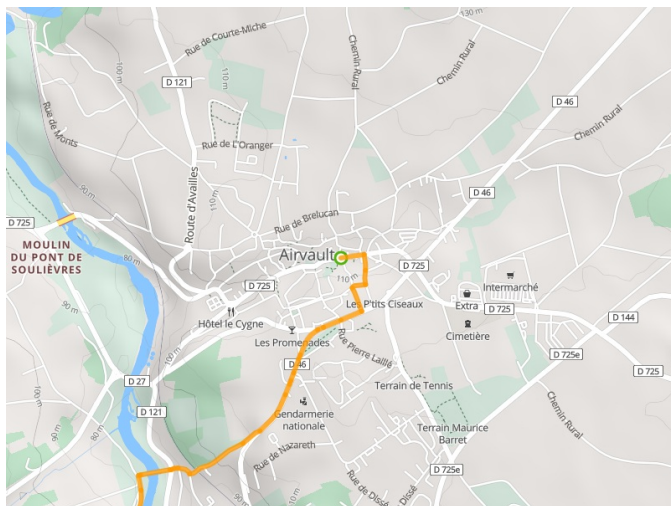 130 m
Rue de Courte-Miche
Chemin Rural
100 m
D 121
110 m
D 46
Rue de Monts
Chemin Rural
Rue de L'Oranger
90 m
Route d'Availles
110 m
D 46
Rue de Brelucan
D 725
MOULIN
DU PONT DE
SOULIÈVRES
80 m
Airvault
D 725
110 m
D 725
Intermarché
Les P'tits Ciseaux
Extra
D 725
D 144
Hôtel le Cygne
Cimetière
Les Promenades
Rue Pierre Laillé
D 725e
D 46
D 725
D 27
Terrain de Tennis
100 m
D 121
Gendarmerie
nationale
Chemin Rural
Terrain Maurice
Barret
80 m
90 m
Rue de Nazareth
D 725e
Rue de Dissé
Dissé